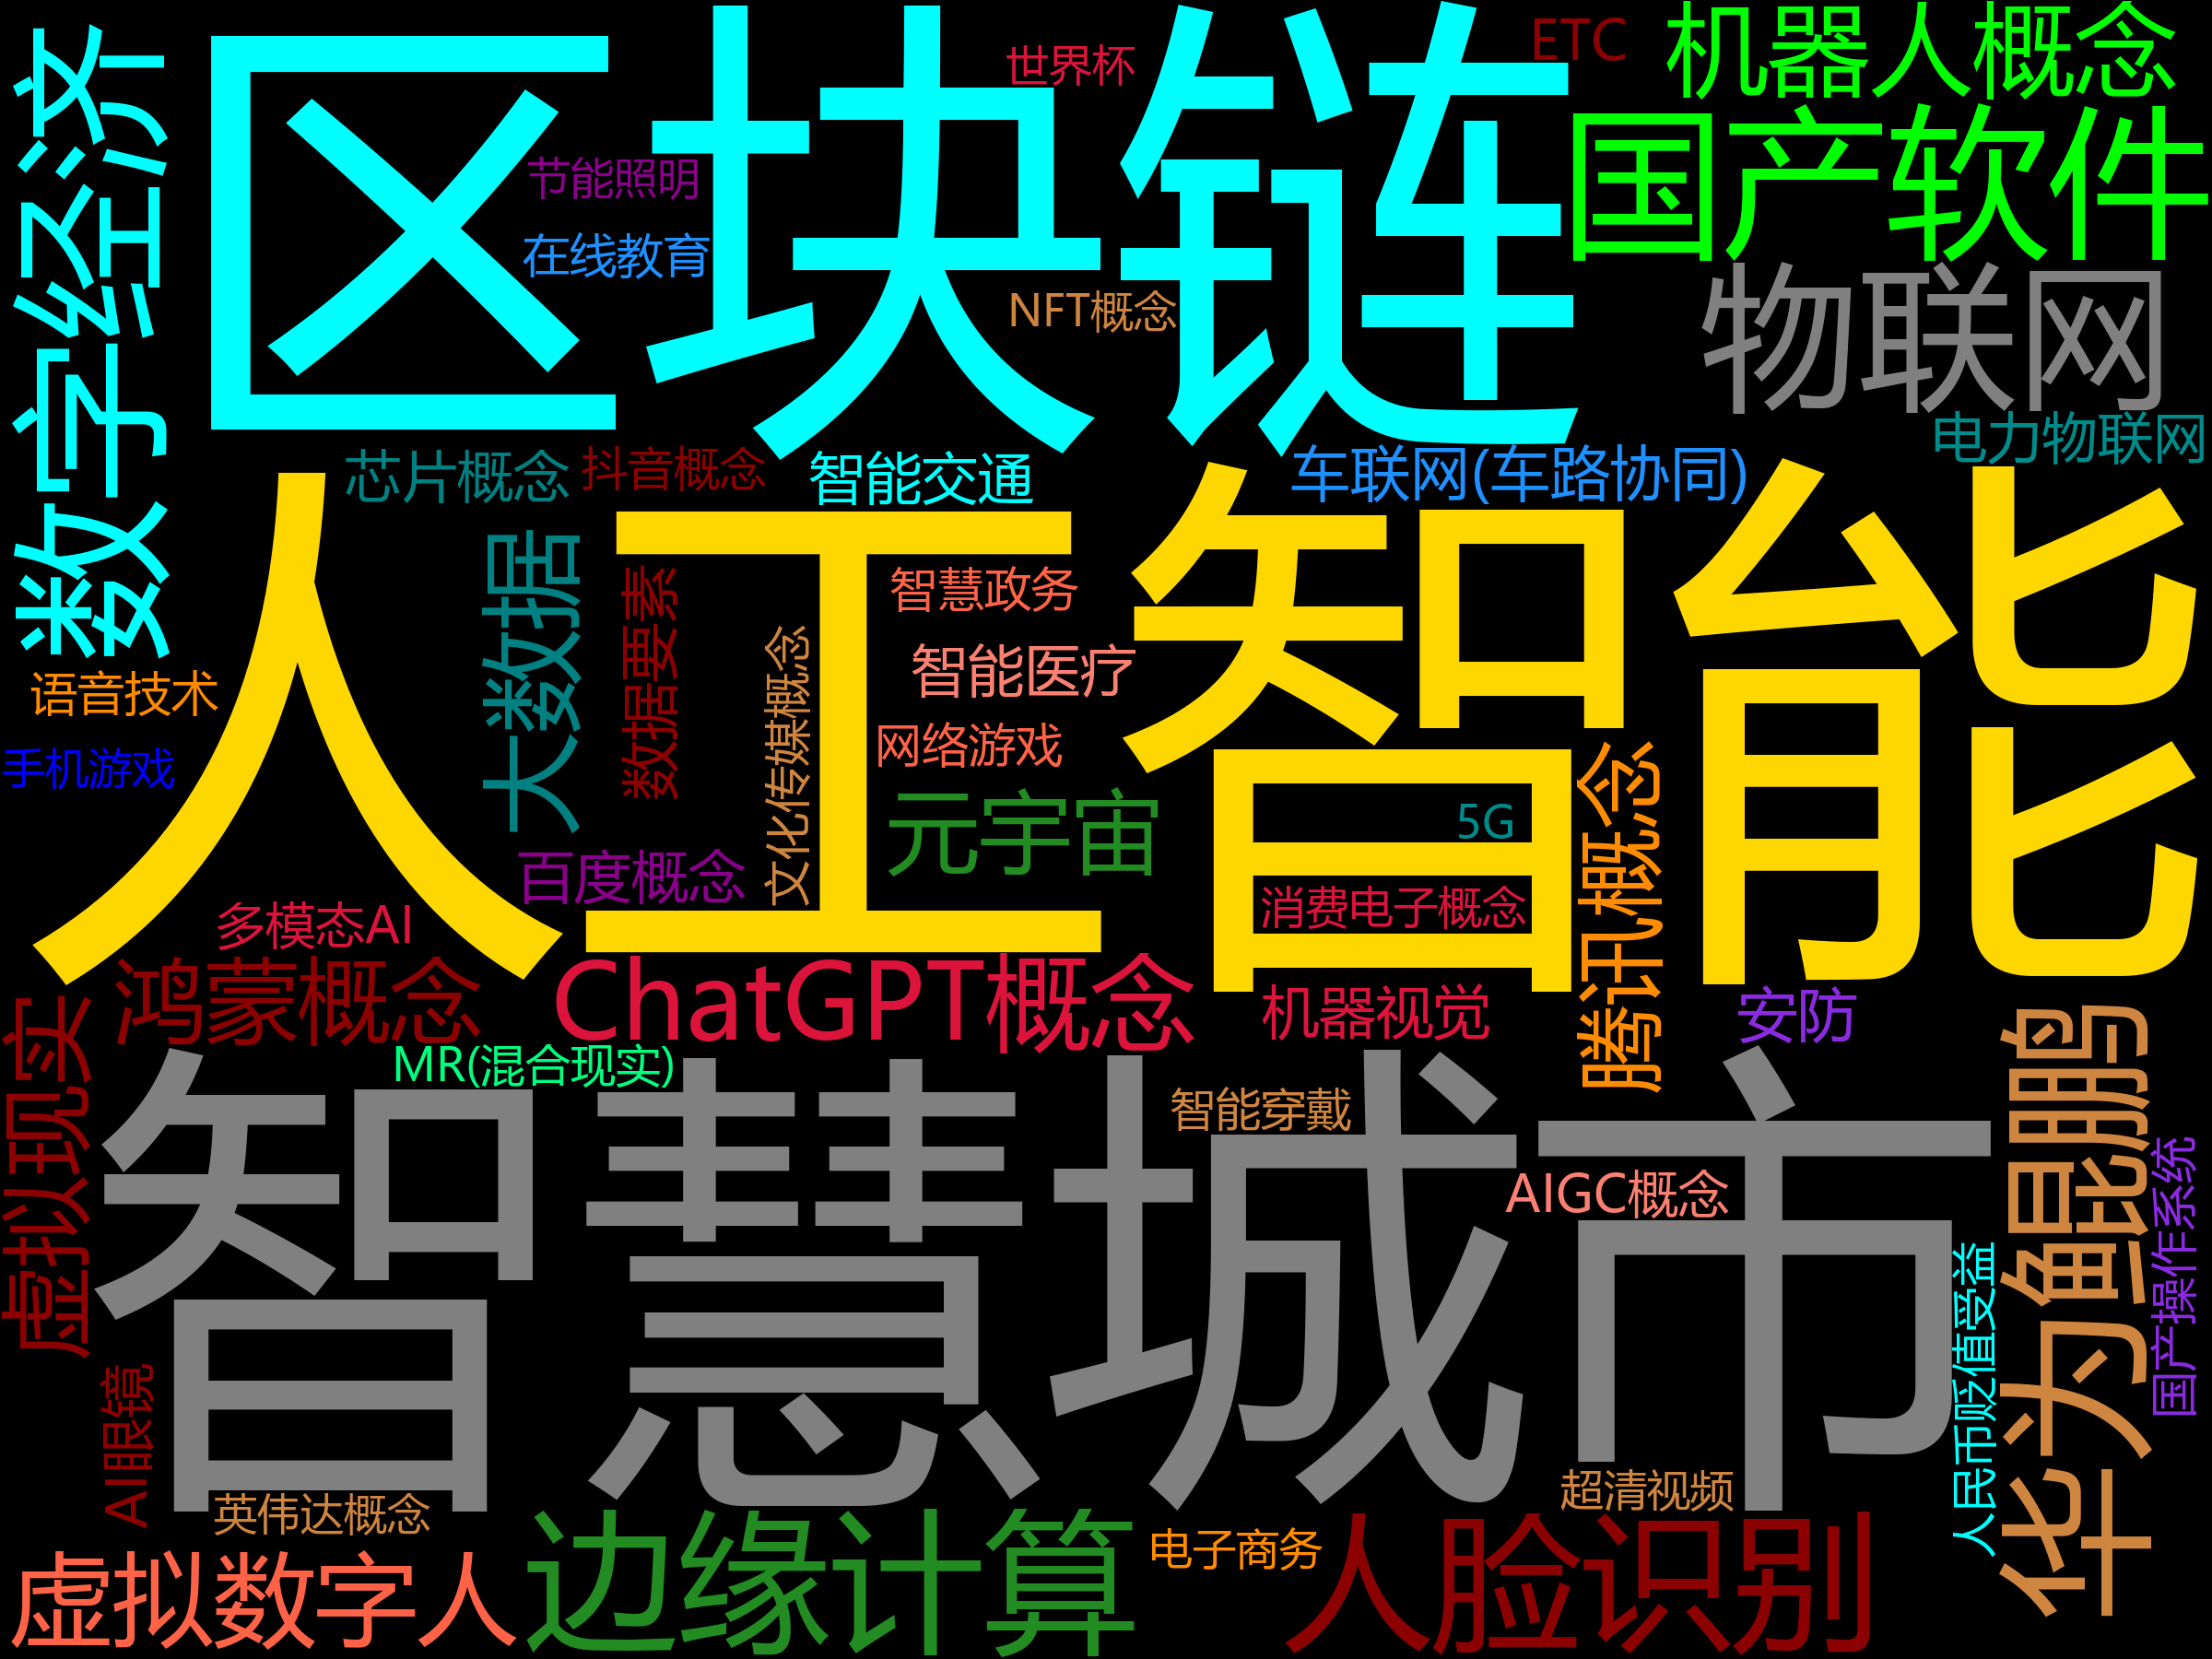 数字经济
区块链
世界杯
ETC
机器人概念
国产软件
节能照明
在线教育
NFT概念
物联网
电力物联网
芯片概念
抖音概念
智能交通
车联网(车路协同)
人工智能
大数据
数据要素
智慧政务
文化传媒概念
智能医疗
语音技术
网络游戏
手机游戏
元宇宙
5G
腾讯概念
百度概念
消费电子概念
多模态AI
鸿蒙概念
ChatGPT概念
机器视觉
安防
虚拟现实
MR(混合现实)
智慧城市
智能穿戴
AIGC概念
华为鲲鹏
国产操作系统
人民币贬值受益
AI眼镜
英伟达概念
超清视频
虚拟数字人
边缘计算
电子商务
人脸识别